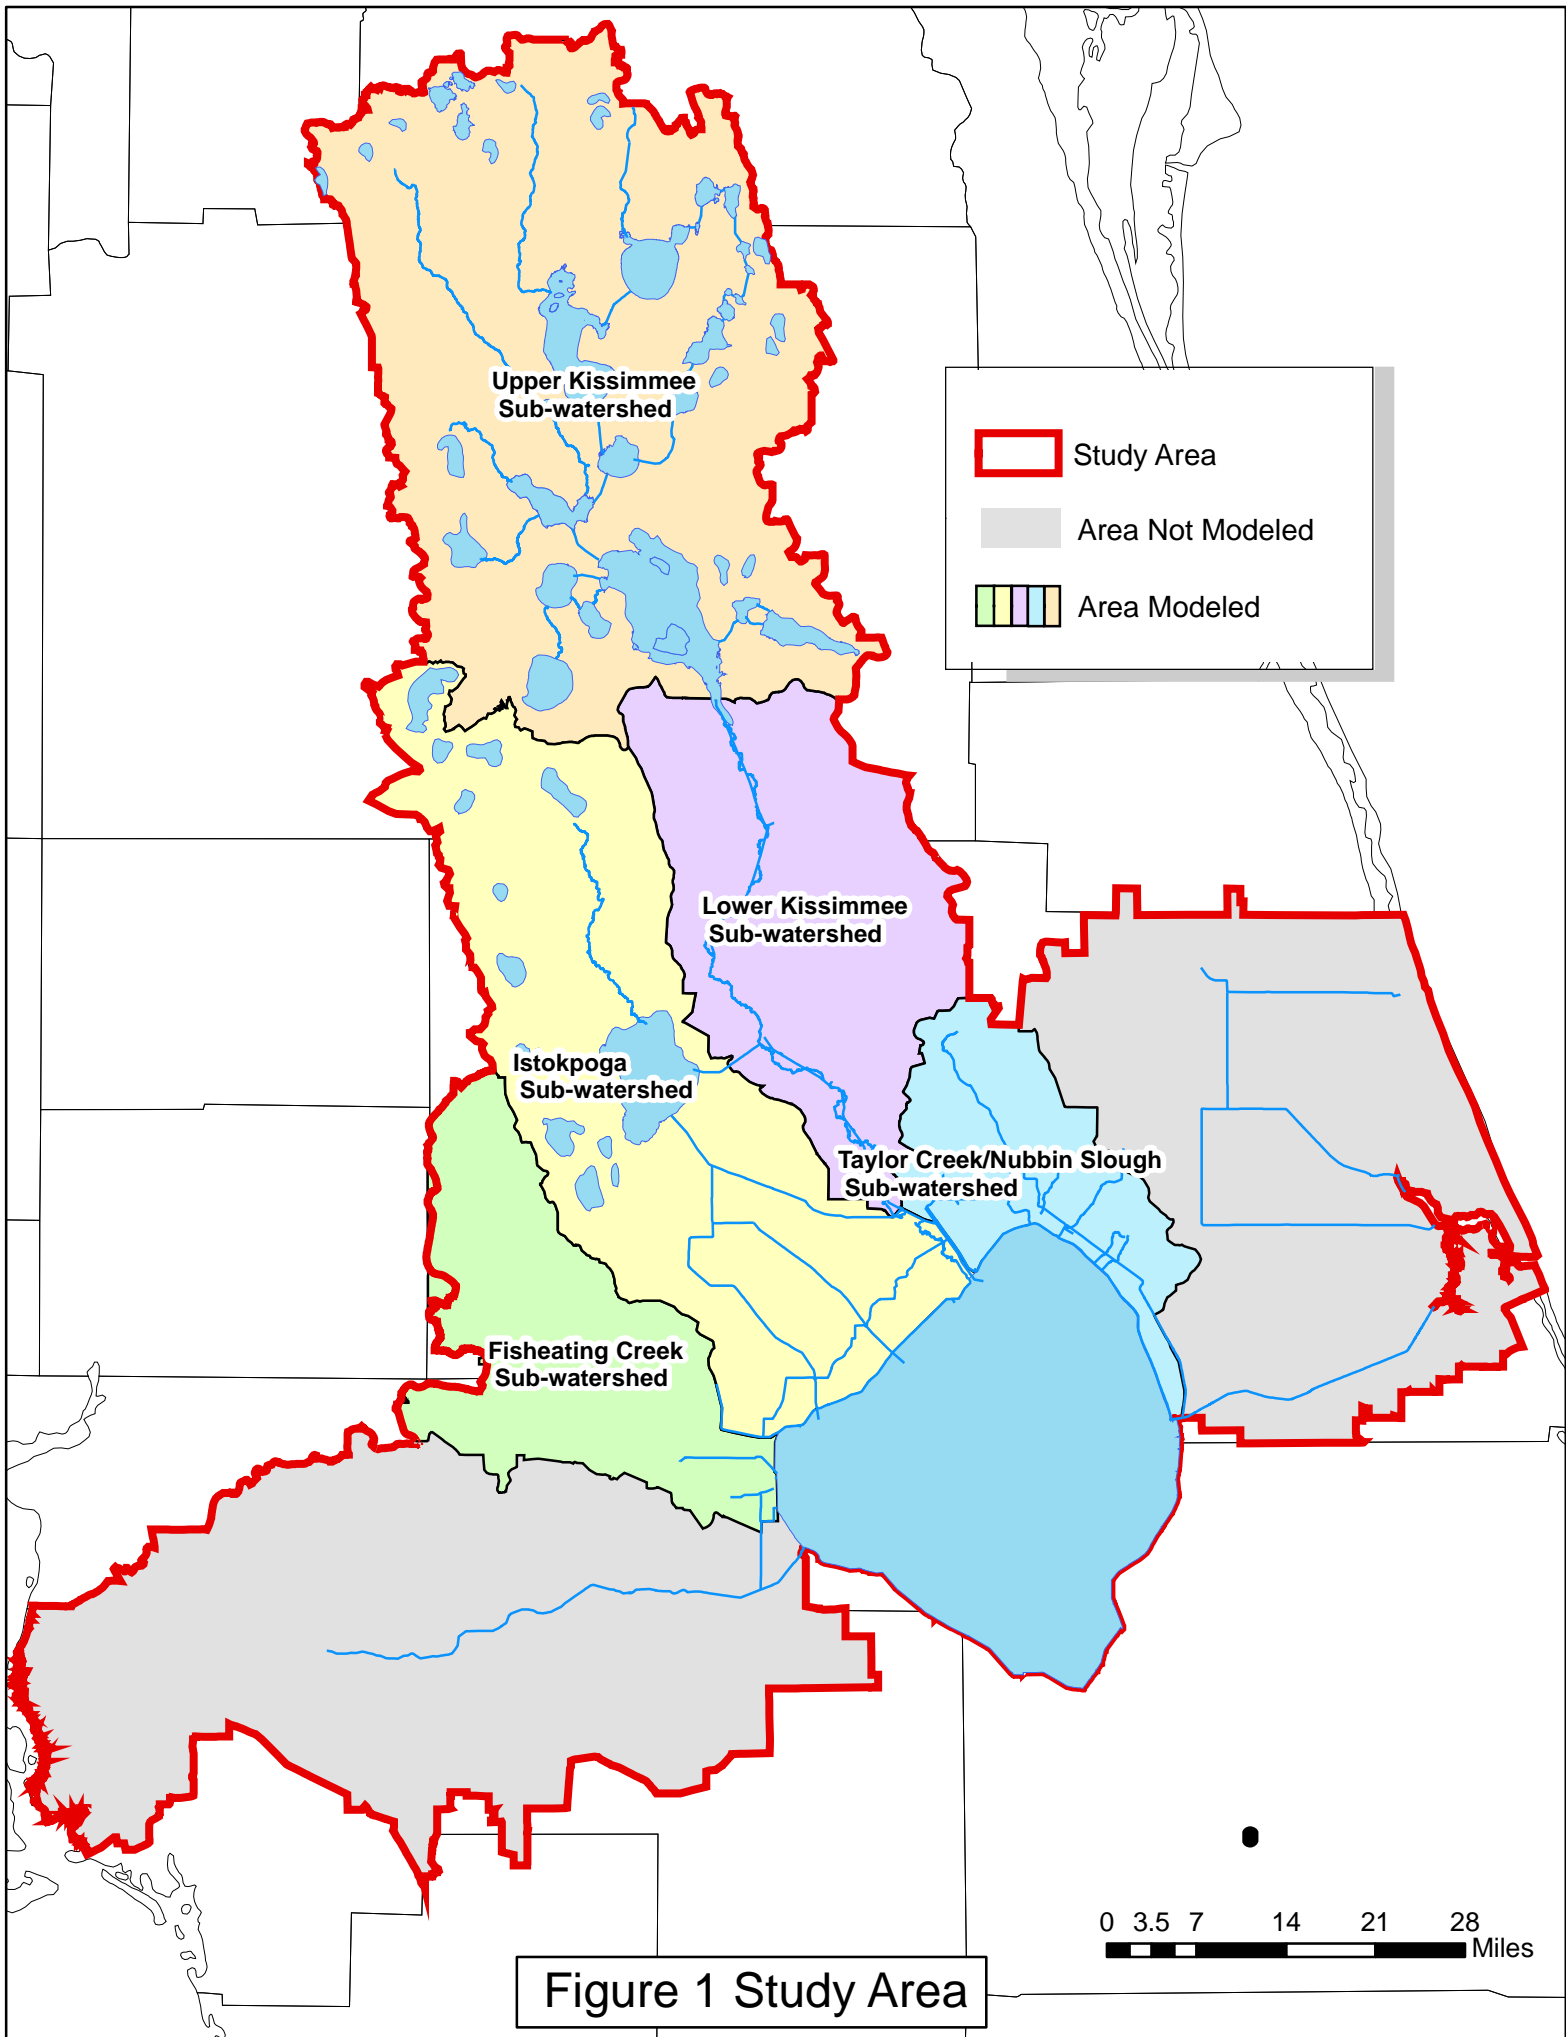 Upper Kissimmee
Sub-watershed
Study Area
Area Not Modeled
Area Modeled
Lower Kissimmee
Sub-watershed
Istokpoga
Sub-watershed
Taylor Creek/Nubbin Slough
Sub-watershed
Fisheating Creek
Sub-watershed
0 3.5 7 14 21 28
Miles
Figure 1 Study Area